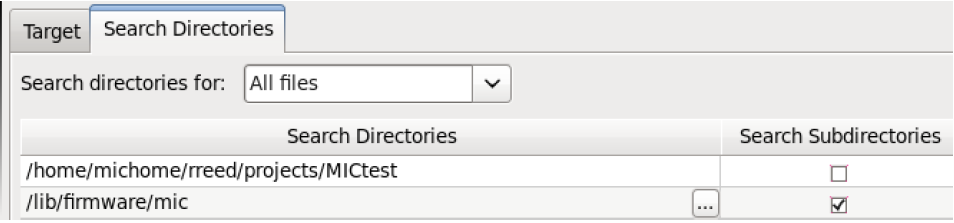 Target Search Directories
Search directories for: All files
Search Directories Search Subdirectories
/home/michome/rreed/projects/MICtest
/lib/firmware/mic ...